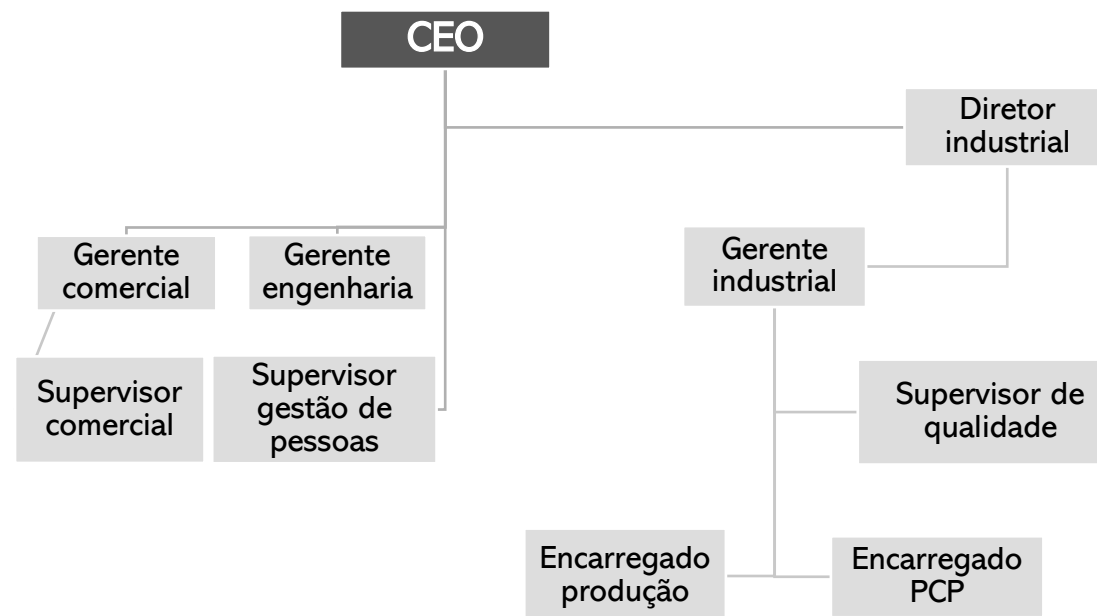 CEO
Diretor
industrial
Gerente
comercial
Gerente
engenharia
Gerente
industrial
Supervisor
comercial
Supervisor
gestão de
pessoas
Supervisor de
qualidade
Encarregado
produção
Encarregado
PCP